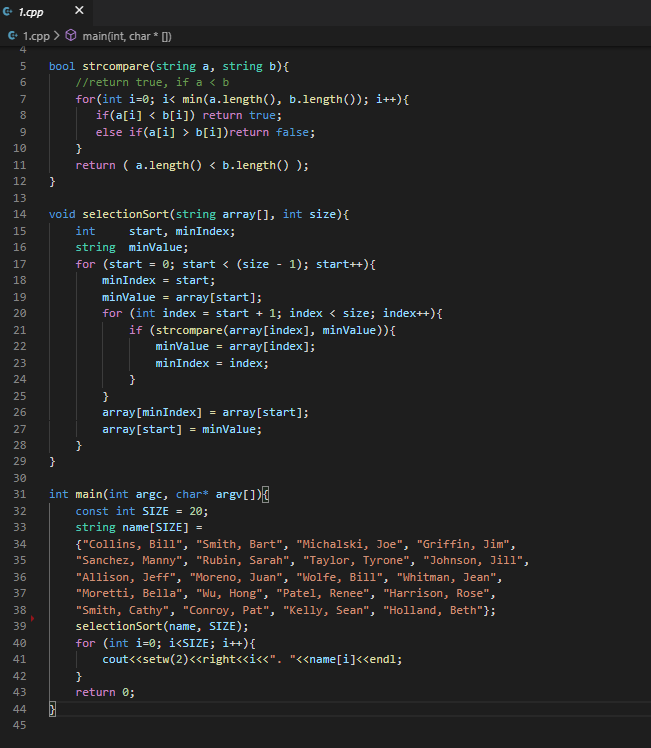 1.cpp ×
1.cpp > main(int, char * [])
4
5 bool strcompare(string a, string b){
6 //return true, if a < b
7 for(int i=0; i< min(a.length(), b.length()); i++){
8 if(a[i] < b[i]) return true;
9 else if(a[i] > b[i])return false;
10 }
11 return ( a.length() < b.length() );
12 }
13
14 void selectionSort(string array[], int size){
15 int start, minIndex;
16 string minValue;
17 for (start = 0; start < (size - 1); start++){
18 minIndex = start;
19 minValue = array[start];
20 for (int index = start + 1; index < size; index++){
21 if (strcompare(array[index], minValue)){
22 minValue = array[index];
23 minIndex = index;
24 }
25 }
26 array[minIndex] = array[start];
27 array[start] = minValue;
28 }
29 }
30
31 int main(int argc, char* argv[]){
32 const int SIZE = 20;
33 string name[SIZE] =
34 {"Collins, Bill", "Smith, Bart", "Michalski, Joe", "Griffin, Jim",
35 "Sanchez, Manny", "Rubin, Sarah", "Taylor, Tyrone", "Johnson, Jill",
36 "Allison, Jeff", "Moreno, Juan", "Wolfe, Bill", "Whitman, Jean",
37 "Moretti, Bella", "Wu, Hong", "Patel, Renee", "Harrison, Rose",
38 "Smith, Cathy", "Conroy, Pat", "Kelly, Sean", "Holland, Beth"};
39 selectionSort(name, SIZE);
40 for (int i=0; i<SIZE; i++){
41 cout<<setw(2)<<right<<i<<". "<<name[i]<<endl;
42 }
43 return 0;
44 }
45